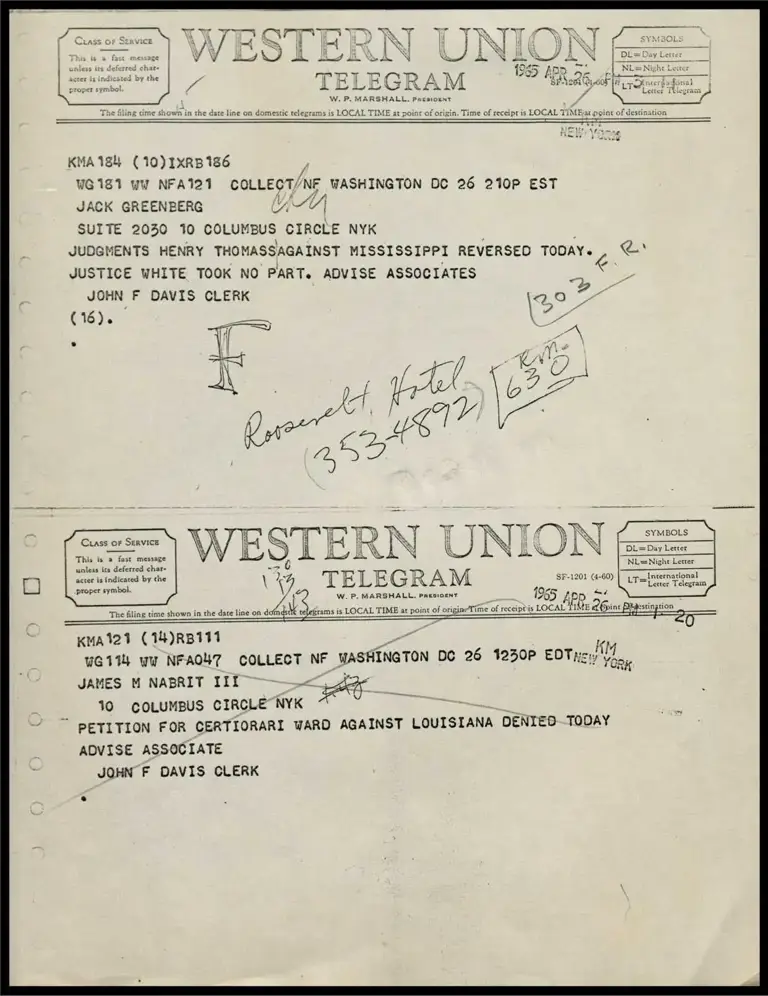 CLASS OF SERVICE
This is a fast message
unless its deferred char-
acter is indicated by the
proper symbol.
WESTERN UNION
TELEGRAM
W. P. MARSHALL, PRESIDENT
1965 APR 26
SF-1201 (4-60)
SYMBOLS
DL=Day Letter
NL=Night Letter
LT=International Letter Telegram
The filing time shown in the date line on domestic telegrams is LOCAL TIME at point of origin. Time of receipt is LOCAL TIME at point of destination
NEW YORK
KMA184 (10)IXRB186
WG181 WW NFA121 COLLECT NF WASHINGTON DC 26 210P EST
JACK GREENBERG
SUITE 2030 10 COLUMBUS CIRCLE NYK
JUDGMENTS HENRY THOMASSAGAINST MISSISSIPPI REVERSED TODAY.
JUSTICE WHITE TOOK NO PART. ADVISE ASSOCIATES
JOHN F DAVIS CLERK
(16).
303 F.R.
F
Roosevelt Hotel
(353-4892)
Rm.
630
CLASS OF SERVICE
This is a fast message
unless its deferred char-
acter is indicated by the
proper symbol.
WESTERN UNION
TELEGRAM
W. P. MARSHALL, PRESIDENT
SF-1201 (4-60)
1965 APR 26 PM 1 20
SYMBOLS
DL=Day Letter
NL=Night Letter
LT=International Letter Telegram
The filing time shown in the date line on domestic telegrams is LOCAL TIME at point of origin. Time of receipt is LOCAL TIME at point of destination
KMA121 (14)RB111
WG114 WW NFA047 COLLECT NF WASHINGTON DC 26 1230P EDT
KM
NEW YORK
JAMES M NABRIT III
10 COLUMBUS CIRCLE NYK
PETITION FOR CERTIORARI WARD AGAINST LOUISIANA DENIED TODAY
ADVISE ASSOCIATE
JOHN F DAVIS CLERK